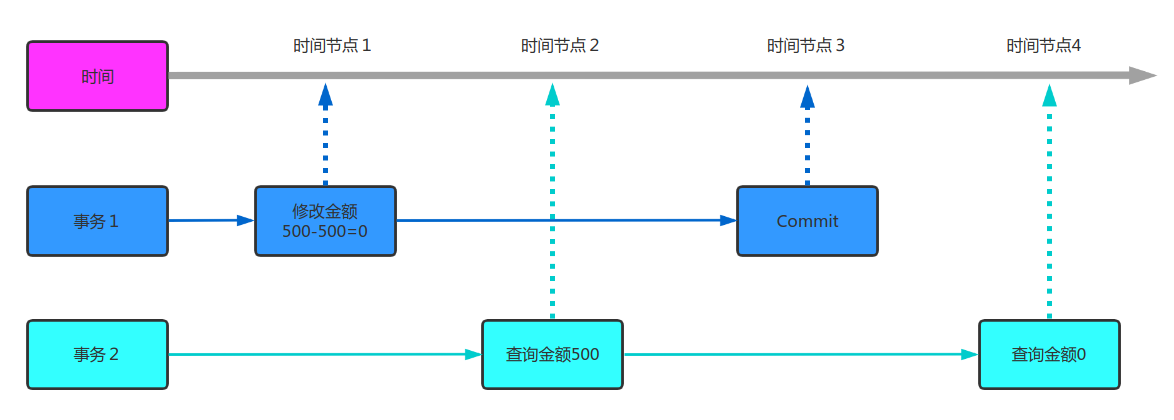 时间节点１
时间节点２
时间节点３
时间节点4
时间
事务１
修改金额
500-500=0
Commit
事务２
查询金额500
查询金额0